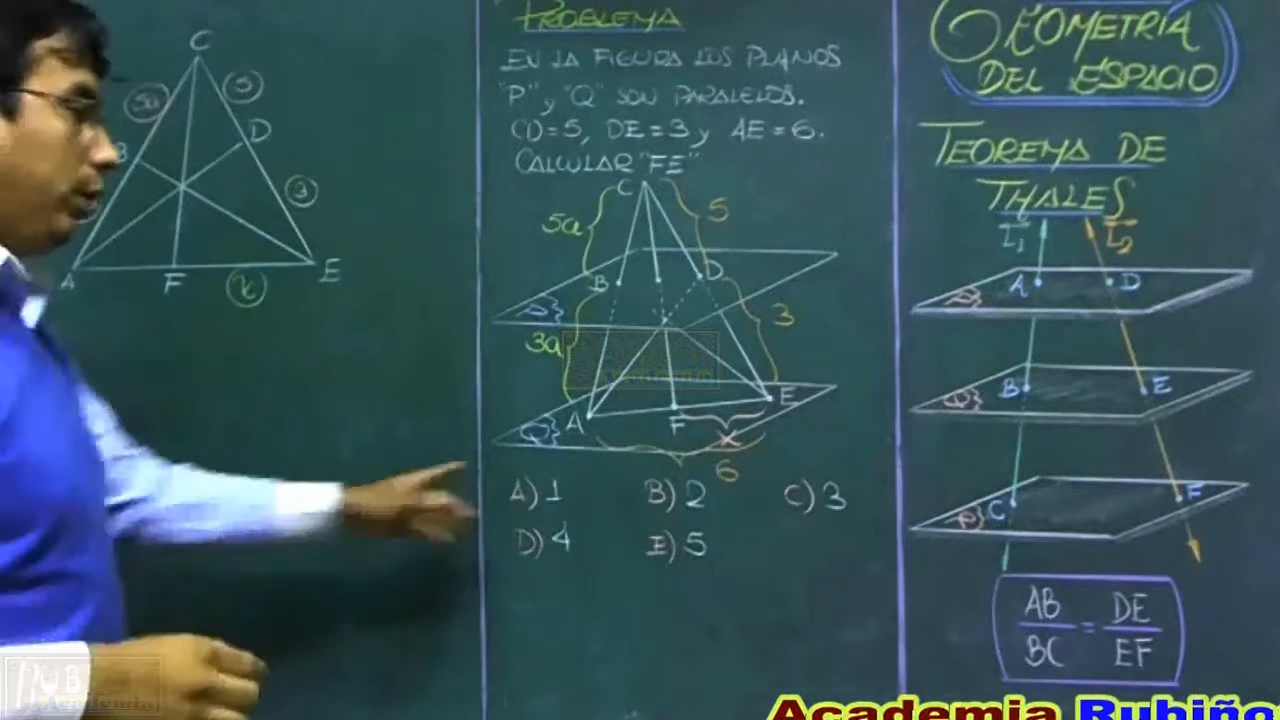 C
5a
5
B
D
3
A
F
x
E
PROBLEMA
EN LA FIGURA LOS PLANOS
"P" y "Q" SON PARALELOS.
CD=5, DE=3 y AE=6.
CALCULAR "FE"
C
5a
5
B
D
P
3
3a
A
F
E
Q
x
6
A) 1
B) 2
C) 3
D) 4
E) 5
GEOMETRIA
DEL ESPACIO
TEOREMA DE
THALES
L1
L2
A
D
P
B
E
Q
C
F
R
AB/BC = DE/EF
Academia Rubiño